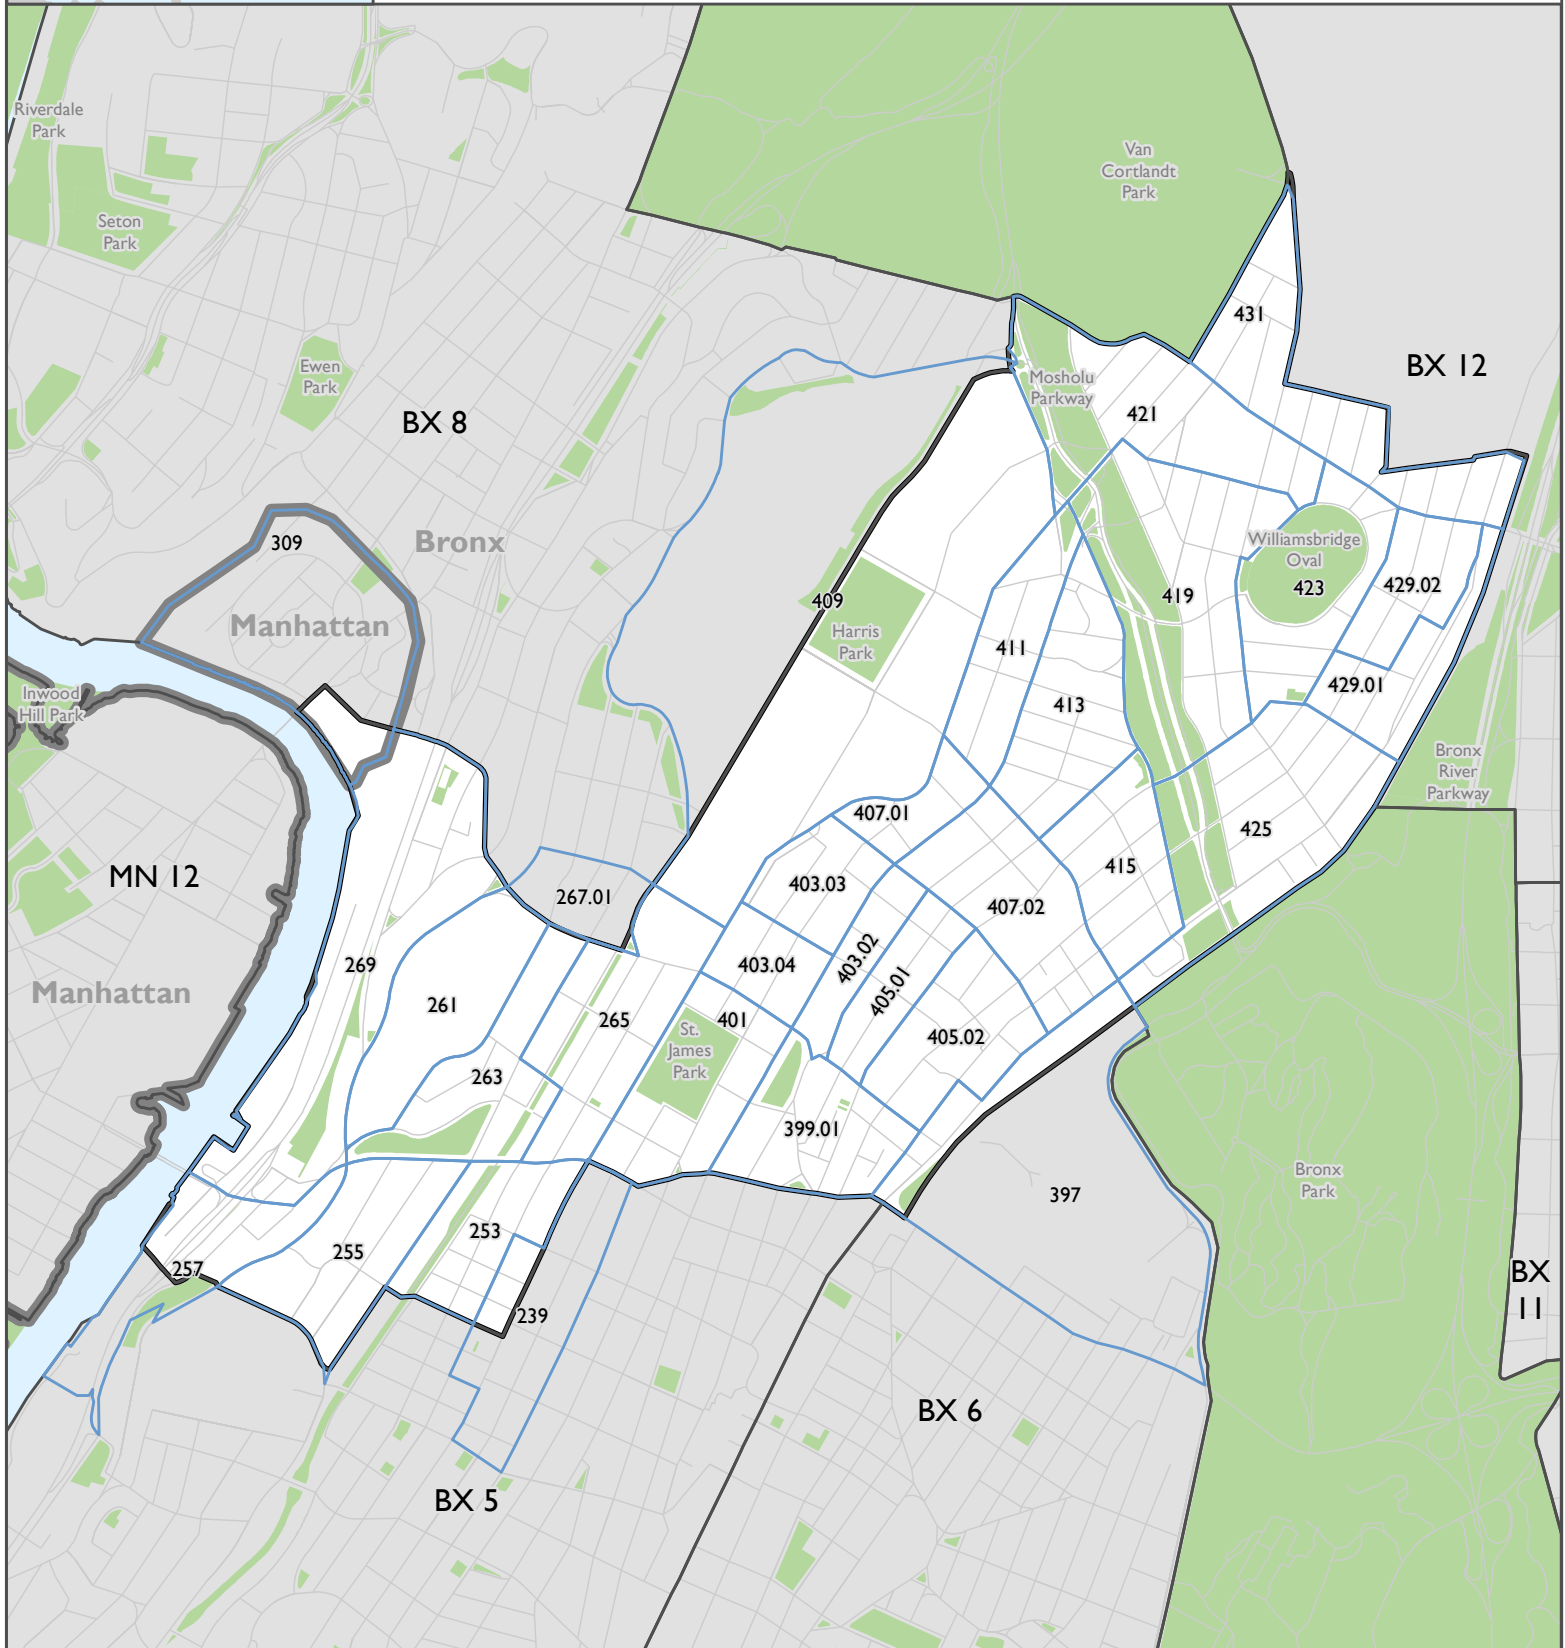 Riverdale
Park
Van
Cortlandt
Park
Seton
Park
431
BX 12
Ewen
Park
Mosholu
Parkway
421
BX 8
Bronx
309
Williamsbridge
Oval
423
429.02
419
409
Manhattan
Harris
Park
411
429.01
Inwood
Hill Park
413
Bronx
River
Parkway
407.01
425
415
MN 12
403.03
267.01
407.02
403.02
403.04
269
405.01
Manhattan
261
265
401
St.
James
Park
405.02
263
399.01
Bronx
Park
397
253
255
257
BX
11
239
BX 6
BX 5